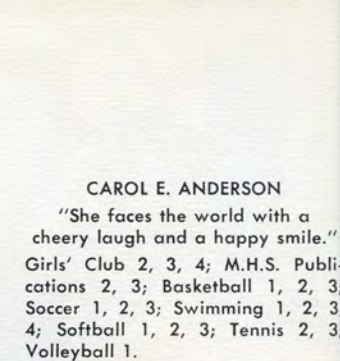 CAROL E. ANDERSON
"She faces the world with a
cheery laugh and a happy smile."
Girls' Club 2, 3, 4; M.H.S. Publi-
cations 2, 3; Basketball 1, 2, 3;
Soccer 1, 2, 3; Swimming 1, 2, 3
4; Softball 1, 2, 3; Tennis 2, 3
Volleyball 1.